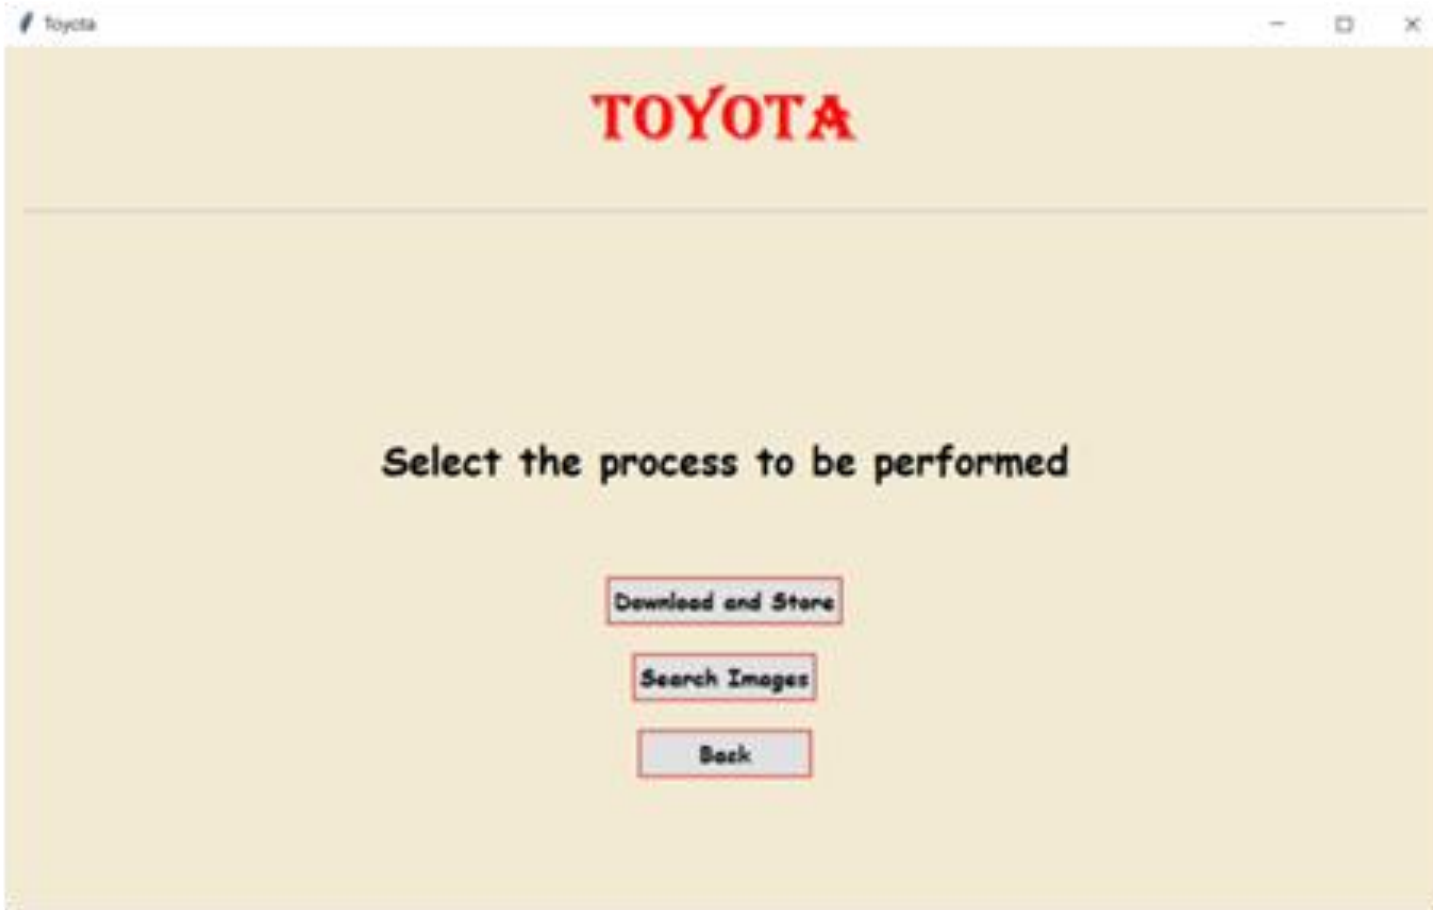 Toyota
TOYOTA
Select the process to be performed
Download and Store
Search Images
Back